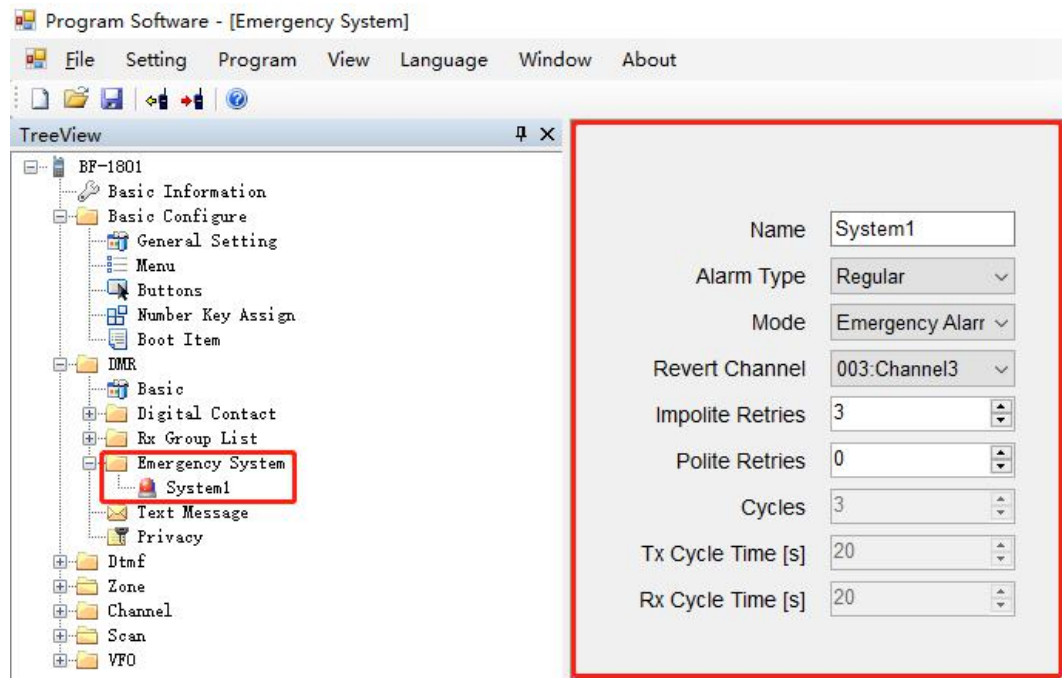 Program Software - [Emergency System]
File Setting Program View Language Window About
TreeView
BF-1801
Basic Information
Basic Configure
General Setting
Menu
Buttons
Number Key Assign
Boot Item
DMR
Basic
Digital Contact
Rx Group List
Emergency System
System1
Text Message
Privacy
Dtmf
Zone
Channel
Scan
VFO
Name System1
Alarm Type Regular
Mode Emergency Alarr
Revert Channel 003:Channel3
Impolite Retries 3
Polite Retries 0
Cycles 3
Tx Cycle Time [s] 20
Rx Cycle Time [s] 20